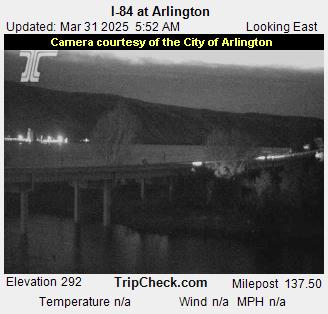 I-84 at Arlington
Updated: Mar 31 2025 5:52 AM Looking East
Camera courtesy of the City of Arlington
Elevation 292 TripCheck.com Milepost 137.50
Temperature n/a Wind n/a MPH n/a